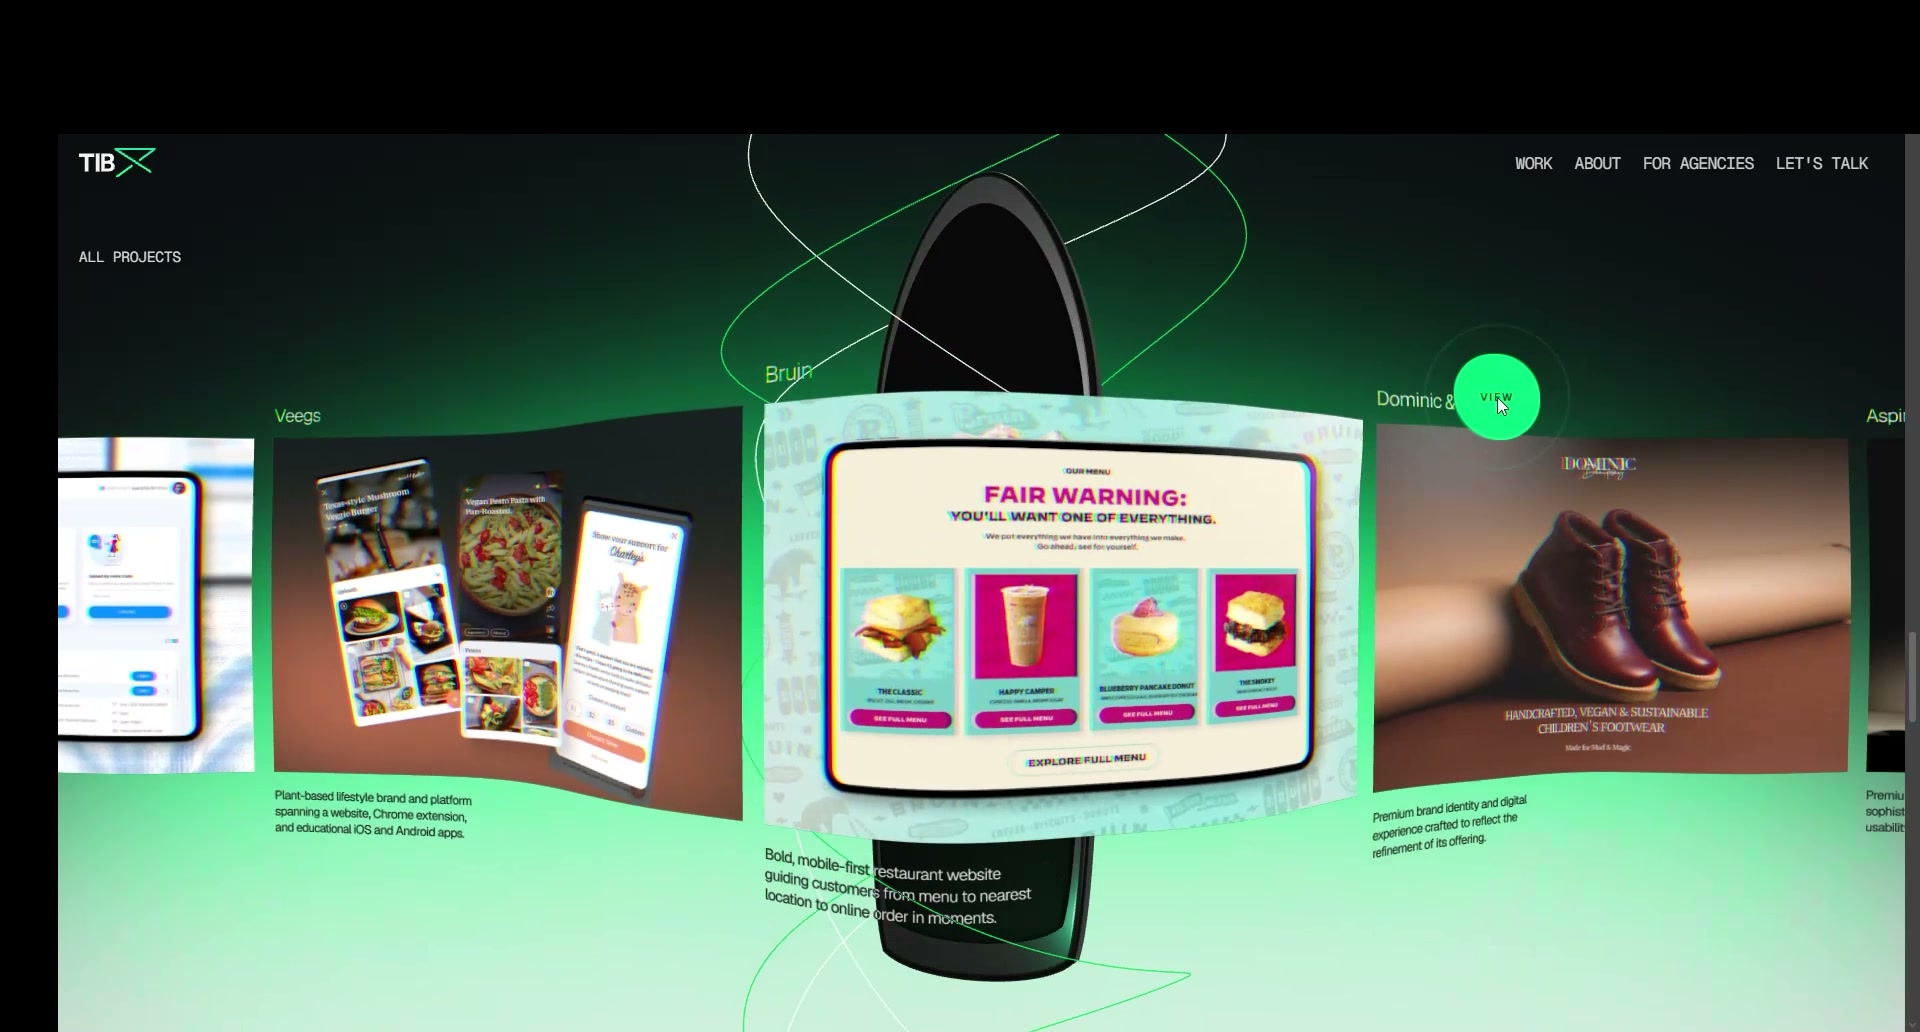 TIB
WORK ABOUT FOR AGENCIES LET'S TALK
ALL PROJECTS
Veegs
Texas-style Mushroom
Veggie Burger
Vegan Pesto Pasta with
Pan-Roasted.
Show your support for
Charley's
Donate Now
Plant-based lifestyle brand and platform
spanning a website, Chrome extension,
and educational iOS and Android apps.
Bruin
OUR MENU
FAIR WARNING:
YOU'LL WANT ONE OF EVERYTHING.
We put everything we have into everything we make.
Go ahead, see for yourself.
THE CLASSIC
SEE FULL MENU
HAPPY CAMPER
SEE FULL MENU
BLUEBERRY PANCAKE DONUT
SEE FULL MENU
THE SMOKEY
SEE FULL MENU
EXPLORE FULL MENU
Bold, mobile-first restaurant website
guiding customers from menu to nearest
location to online order in moments.
Dominic &
VIEW
DOMINIC
HANDCRAFTED, VEGAN & SUSTAINABLE
CHILDREN'S FOOTWEAR
Made for Mud & Magic
Premium brand identity and digital
experience crafted to reflect the
refinement of its offering.
Aspi
Premiu
sophist
usabilit